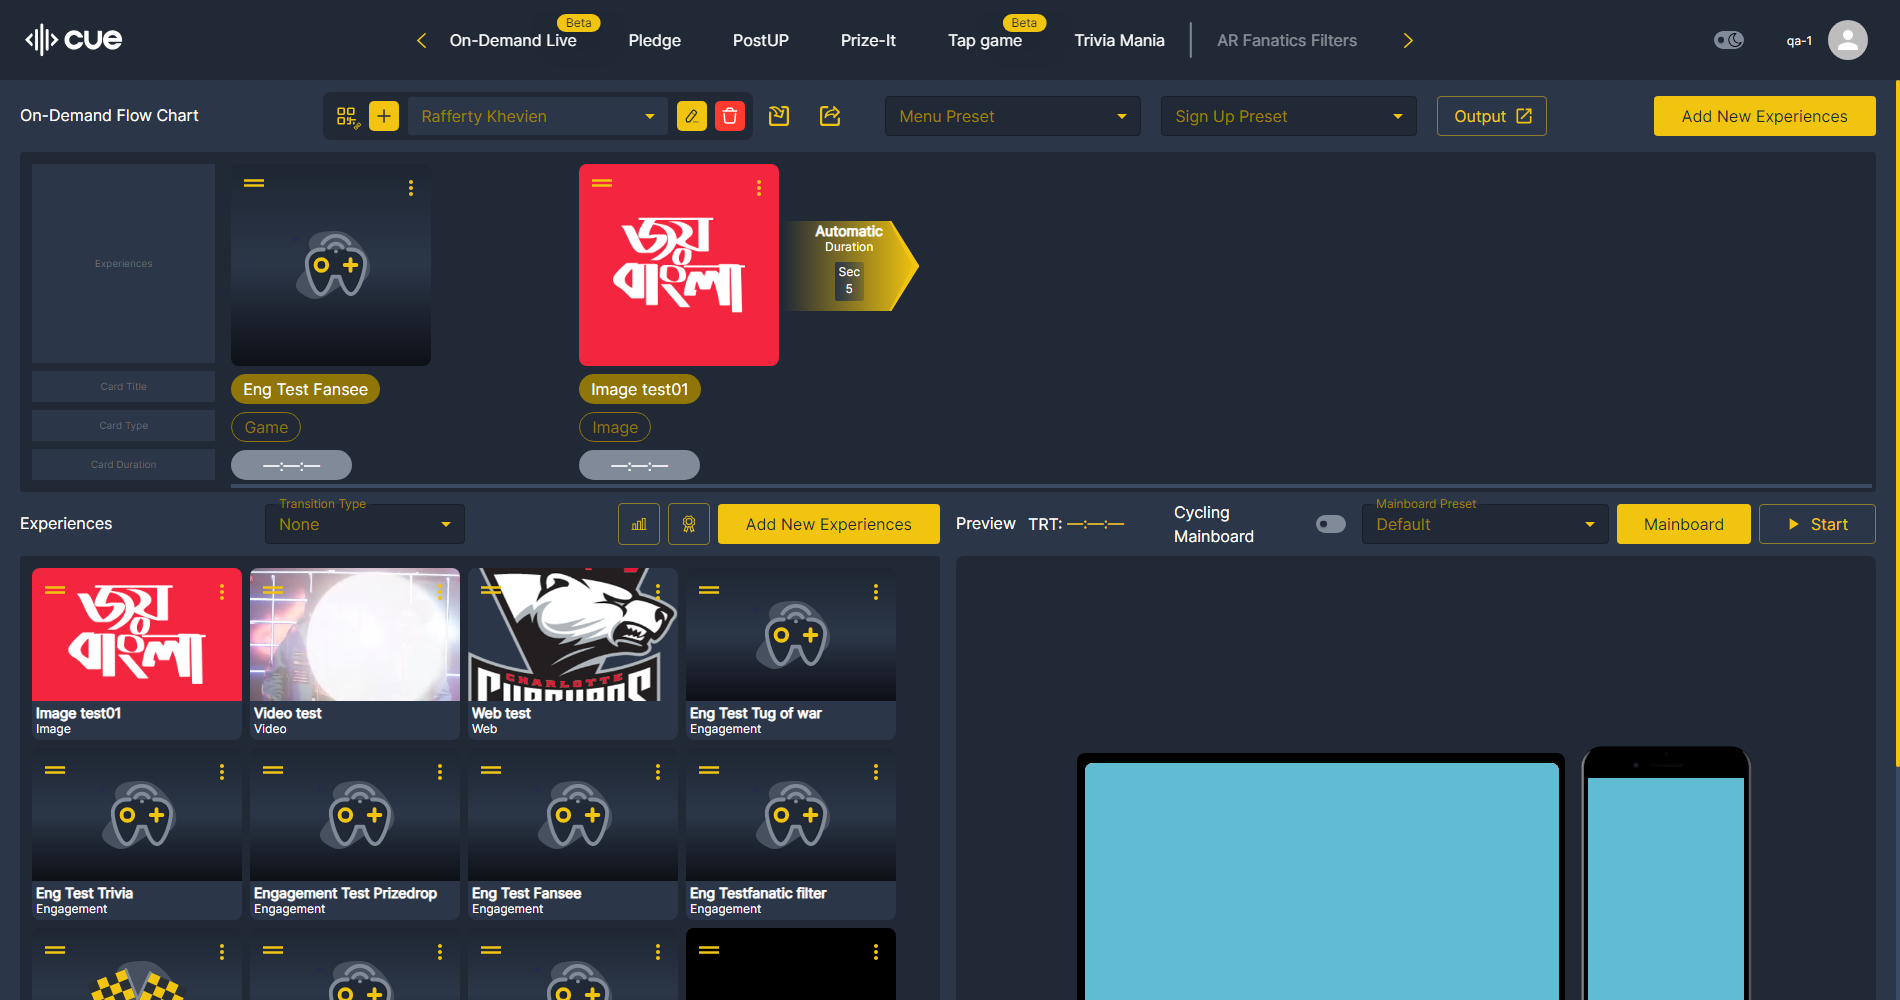 cue
On-Demand Live
Beta
Pledge
PostUP
Prize-It
Tap game
Beta
Trivia Mania
AR Fanatics Filters
qa-1
On-Demand Flow Chart
Rafferty Khevien
Menu Preset
Sign Up Preset
Output
Add New Experiences
Experiences
জয়
বাংলা
Automatic
Duration
Sec
5
Card Title
Eng Test Fansee
Image test01
Card Type
Game
Image
Card Duration
—:—:—
—:—:—
Experiences
Transition Type
None
Add New Experiences
Preview
TRT: —:—:—
Cycling
Mainboard
Mainboard Preset
Default
Mainboard
Start
জয়
বাংলা
CHARLOTTE
Image test01
Image
Video test
Video
Web test
Web
Eng Test Tug of war
Engagement
Eng Test Trivia
Engagement
Engagement Test Prizedrop
Engagement
Eng Test Fansee
Engagement
Eng Testfanatic filter
Engagement